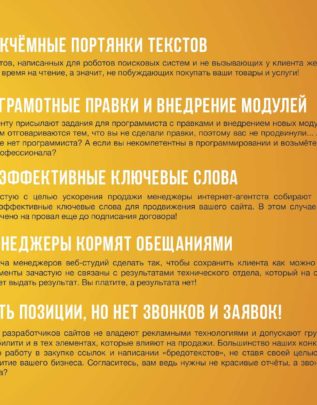 КЧЁМНЫЕ ПОРТЯНКИ ТЕКСТОВ
тов, написанных для роботов поисковых систем и не вызывающих у клиента же
время на чтение, а значит, не побуждающих покупать ваши товары и услуги!
ГРАМОТНЫЕ ПРАВКИ И ВНЕДРЕНИЕ МОДУЛЕЙ
енту присылают задания для программиста с правками и внедрением новых моду
м отговариваются тем, что вы не сделали правки, поэтому вас не продвинули...
е нет программиста? А если вы некомпетентны в программировании и возьмёте
офессионала?
ЭФФЕКТИВНЫЕ КЛЮЧЕВЫЕ СЛОВА
стую с целью ускорения продажи менеджеры интернет-агентств собирают
эффективные ключевые слова для продвижения вашего сайта. В этом случае
чено на провал еще до подписания договора!
НЕДЖЕРЫ КОРМЯТ ОБЕЩАНИЯМИ
ча менеджеров веб-студий сделать так, чтобы сохранить клиента как можно
менты зачастую не связаны с результатами технического отдела, который на с
ет выдать результат. Вы платите, а результата нет!
ТЬ ПОЗИЦИИ, НО НЕТ ЗВОНКОВ И ЗАЯВОК!
разработчиков сайтов не владеют рекламными технологиями и допускают гру
билити и в тех элементах, которые влияют на продажи. Большинство наших конк
работу в закупке ссылок и написании «бредотекстов», не ставя своей целью
итие вашего бизнеса. Согласитесь, вам ведь нужны не красивые отчёты, а звон
?